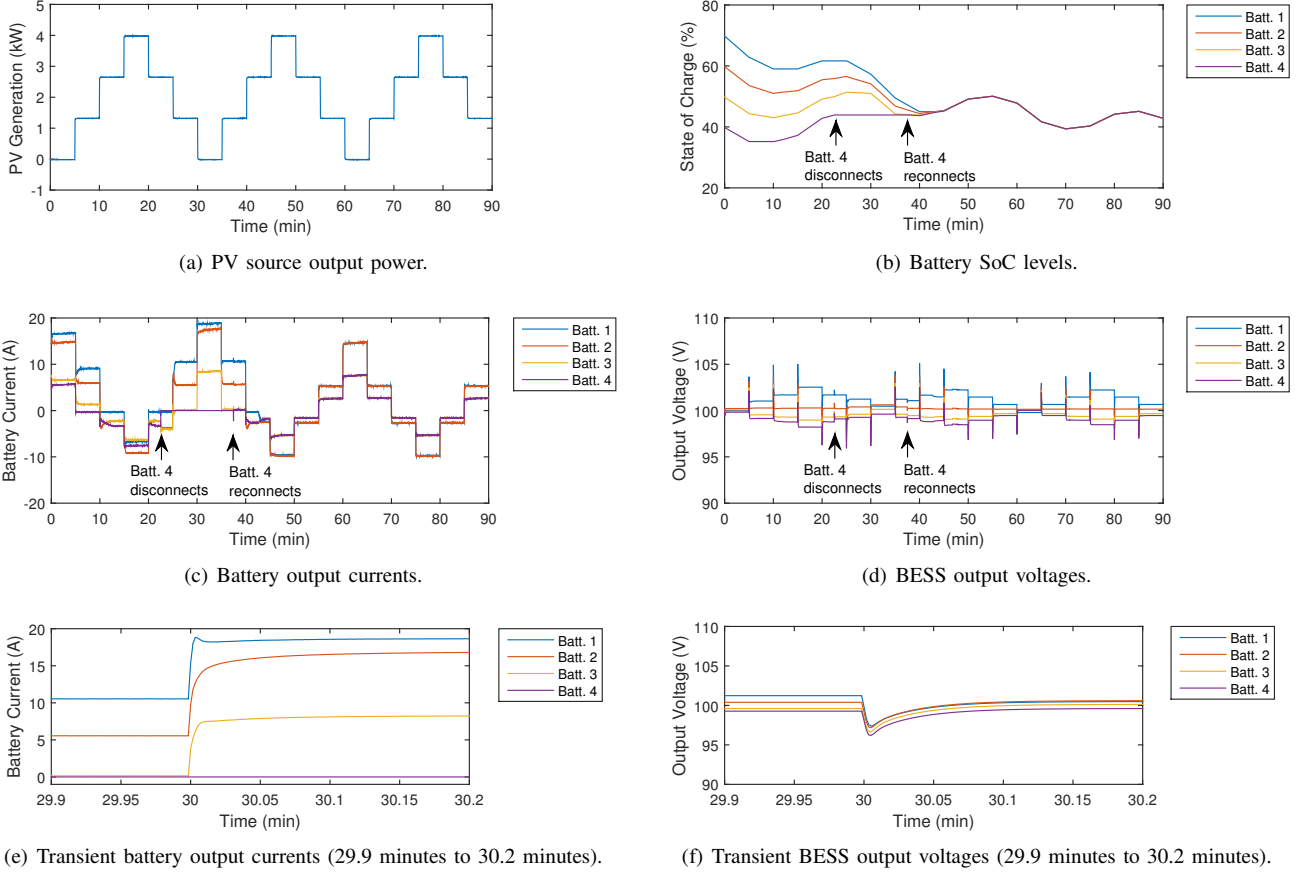 5
4
3
2
1
0
-1
PV Generation (kW)
0 10 20 30 40 50 60 70 80 90
Time (min)
(a) PV source output power.
80
60
40
20
State of Charge (%)
Batt. 4
disconnects
Batt. 4
reconnects
0 10 20 30 40 50 60 70 80 90
Time (min)
Batt. 1
Batt. 2
Batt. 3
Batt. 4
(b) Battery SoC levels.
20
10
0
-10
-20
Battery Current (A)
Batt. 4
disconnects
Batt. 4
reconnects
0 10 20 30 40 50 60 70 80 90
Time (min)
Batt. 1
Batt. 2
Batt. 3
Batt. 4
(c) Battery output currents.
110
105
100
95
90
Output Voltage (V)
Batt. 4
disconnects
Batt. 4
reconnects
0 10 20 30 40 50 60 70 80 90
Time (min)
Batt. 1
Batt. 2
Batt. 3
Batt. 4
(d) BESS output voltages.
20
15
10
5
0
Battery Current (A)
29.9 29.95 30 30.05 30.1 30.15 30.2
Time (min)
Batt. 1
Batt. 2
Batt. 3
Batt. 4
(e) Transient battery output currents (29.9 minutes to 30.2 minutes).
110
105
100
95
90
Output Voltage (V)
29.9 29.95 30 30.05 30.1 30.15 30.2
Time (min)
Batt. 1
Batt. 2
Batt. 3
Batt. 4
(f) Transient BESS output voltages (29.9 minutes to 30.2 minutes).